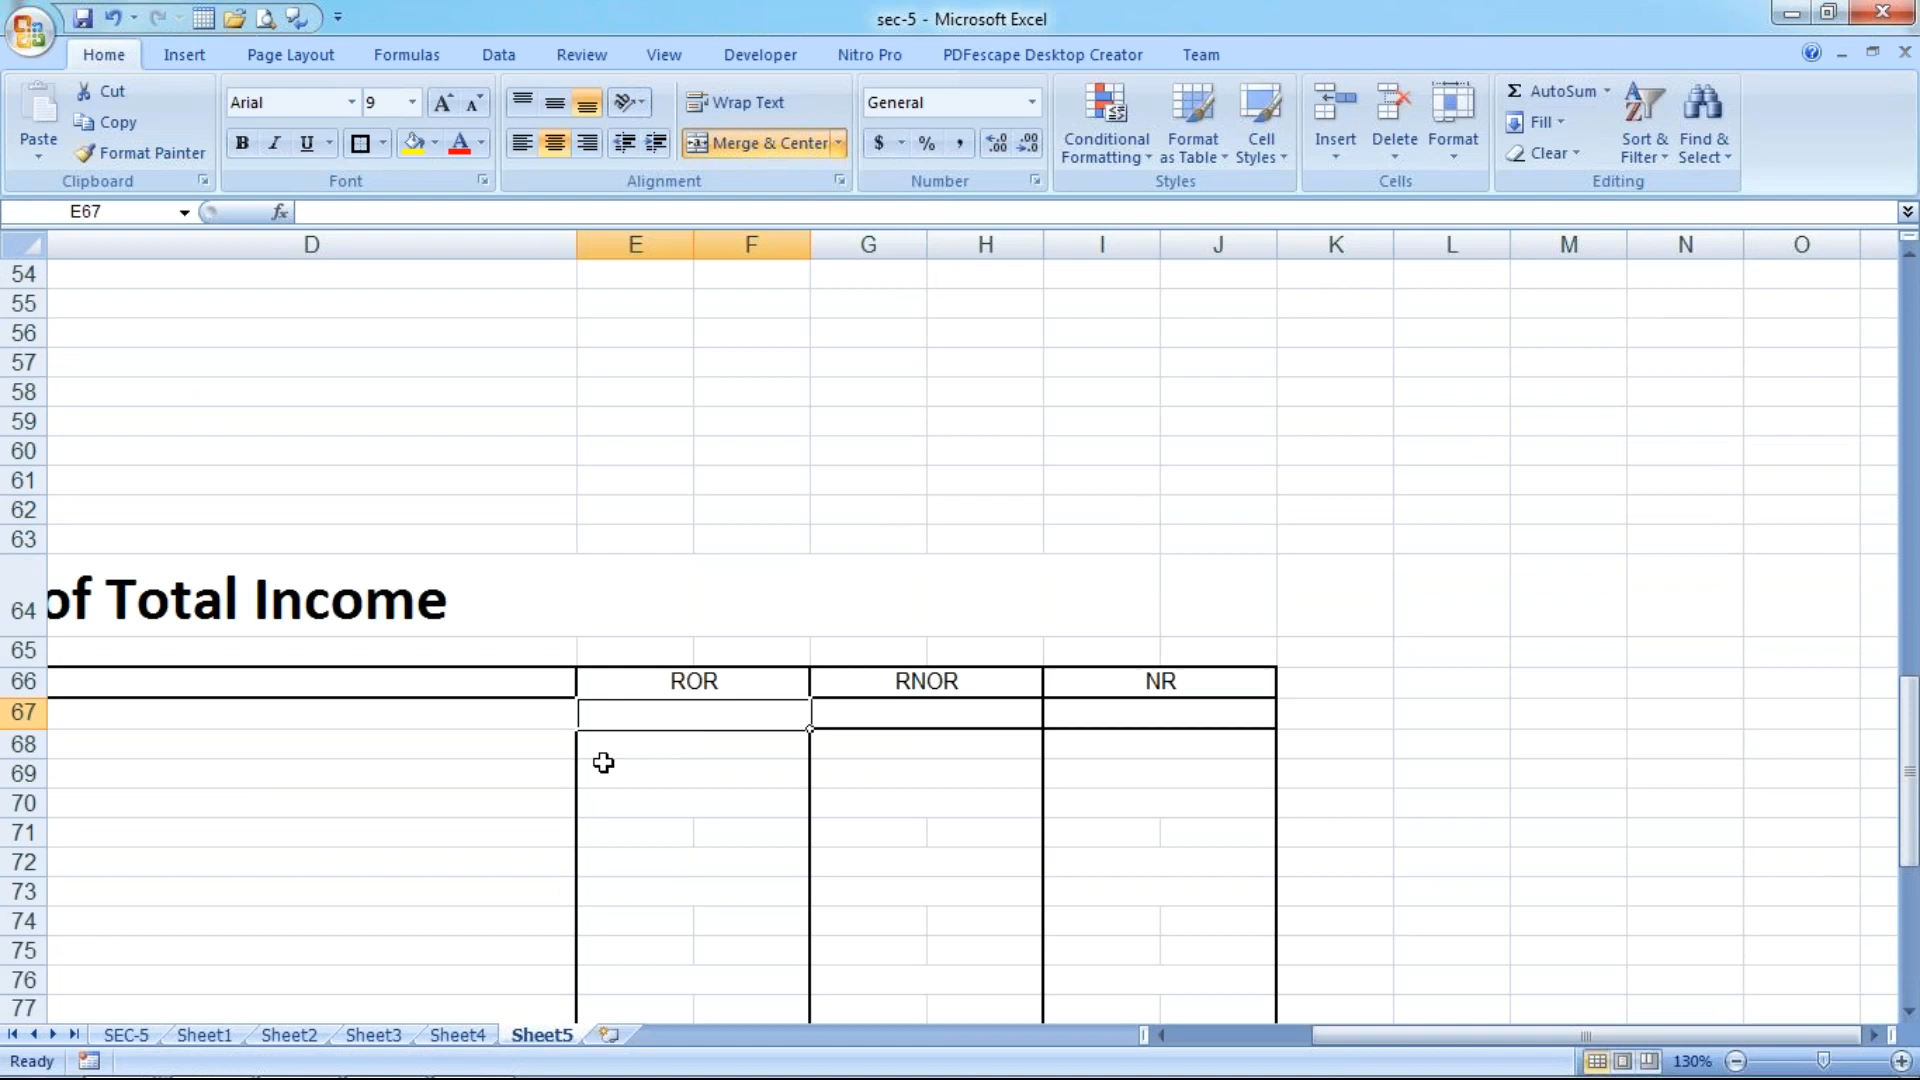 sec-5 - Microsoft Excel
Home Insert Page Layout Formulas Data Review View Developer Nitro Pro PDFescape Desktop Creator Team
Paste
Cut
Copy
Format Painter
Clipboard
Arial 9
B I U
Font
Wrap Text
Merge & Center
Alignment
General
$ % ,
Number
Conditional Formatting
Format as Table
Cell Styles
Styles
Insert
Delete
Format
Cells
Σ AutoSum
Fill
Clear
Sort & Filter
Find & Select
Editing
E67 fx
D E F G H I J K L M N O
54
55
56
57
58
59
60
61
62
63
64 of Total Income
65
66 ROR RNOR NR
67
68
69
70
71
72
73
74
75
76
77
SEC-5 Sheet1 Sheet2 Sheet3 Sheet4 Sheet5
Ready 130%